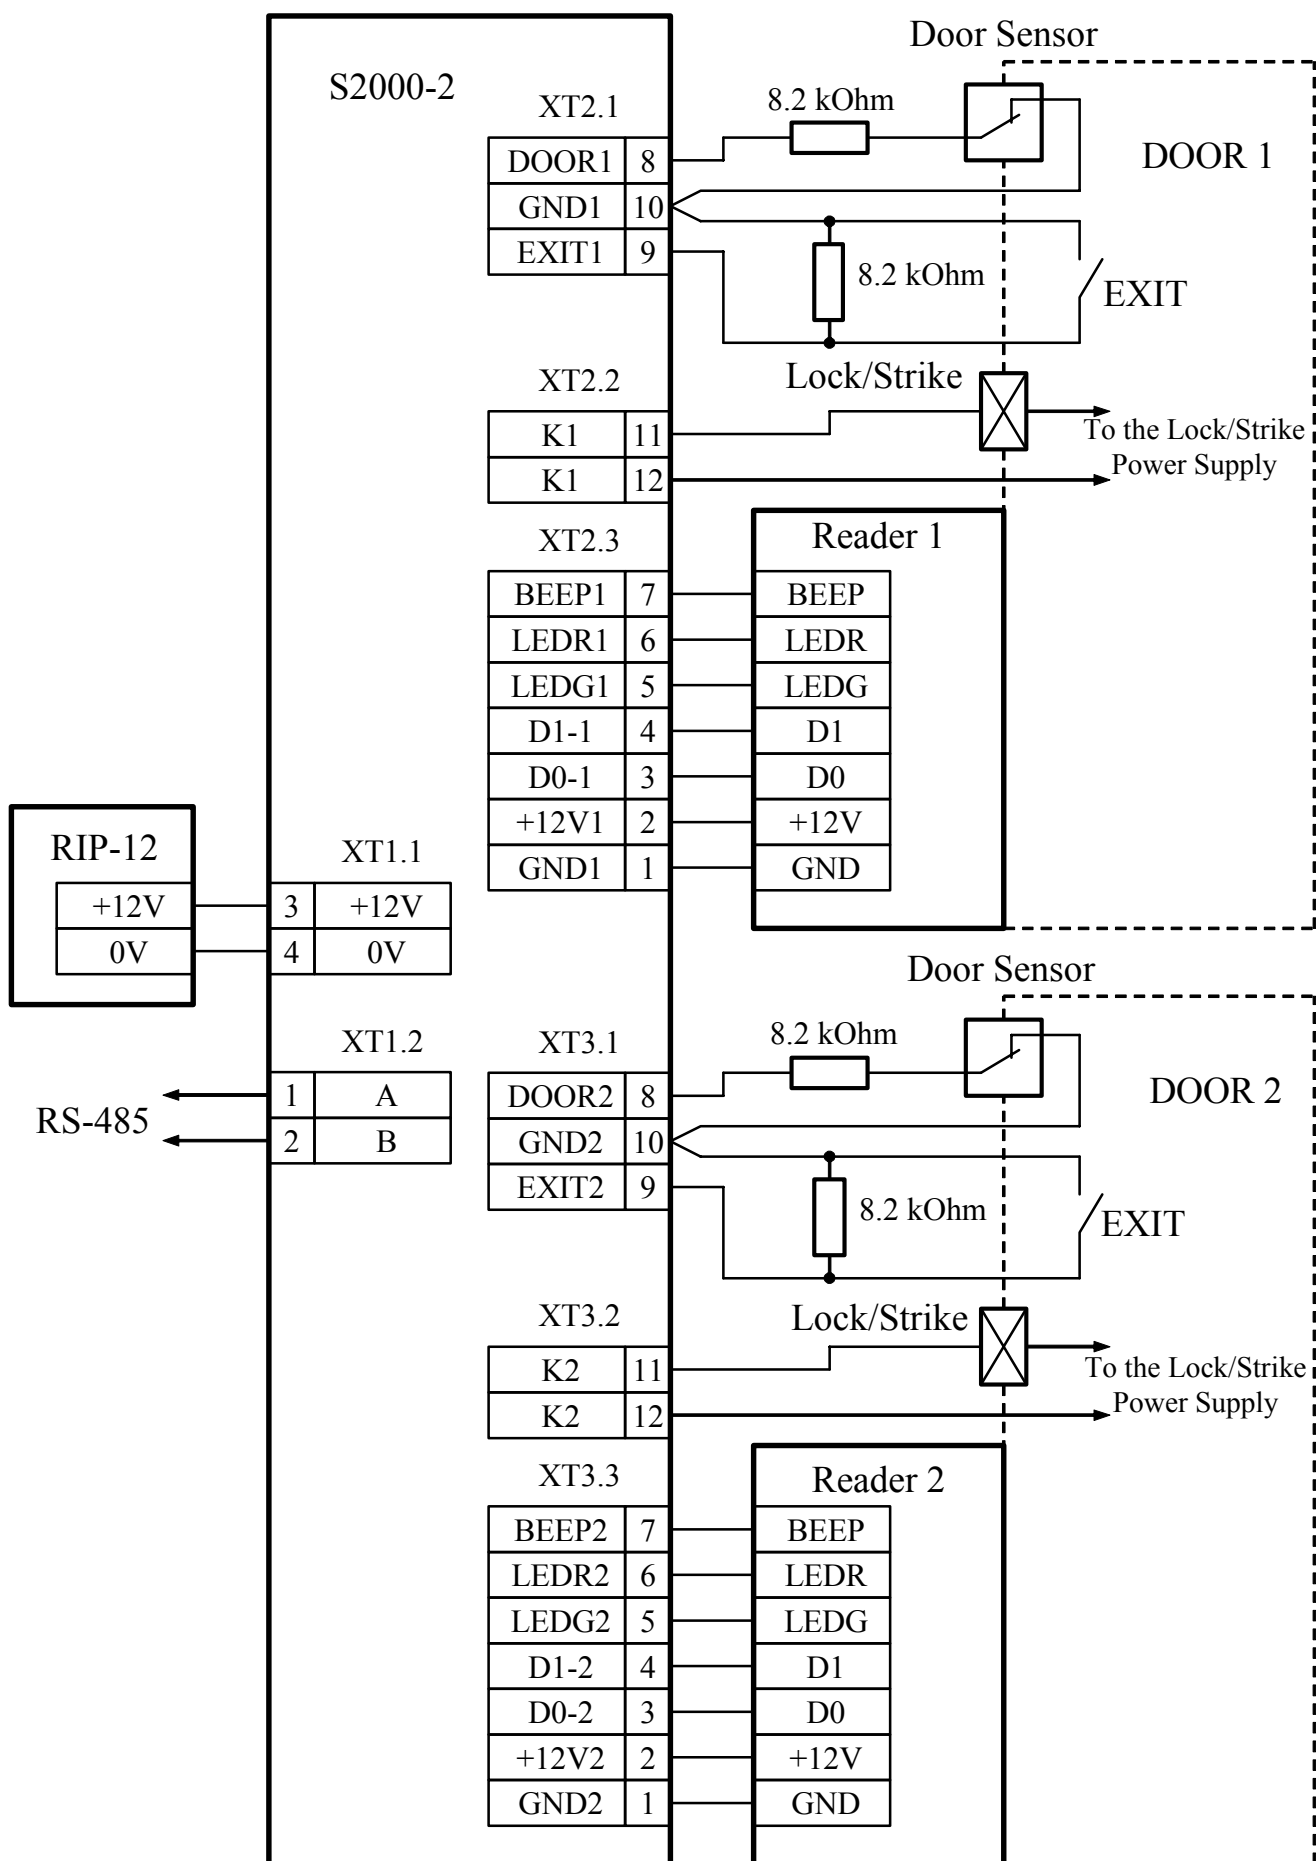 Door Sensor
S2000-2
XT2.1
8.2 kOhm
DOOR 1
DOOR1 8
GND1 10
EXIT1 9
8.2 kOhm
EXIT
XT2.2
Lock/Strike
K1 11
K1 12
To the Lock/Strike
Power Supply
XT2.3
Reader 1
BEEP1 7 BEEP
LEDR1 6 LEDR
LEDG1 5 LEDG
D1-1 4 D1
D0-1 3 D0
+12V1 2 +12V
GND1 1 GND
RIP-12
XT1.1
+12V 3 +12V
0V 4 0V
Door Sensor
XT1.2
XT3.1
8.2 kOhm
DOOR 2
RS-485
1 A
2 B
DOOR2 8
GND2 10
EXIT2 9
8.2 kOhm
EXIT
XT3.2
Lock/Strike
K2 11
K2 12
To the Lock/Strike
Power Supply
XT3.3
Reader 2
BEEP2 7 BEEP
LEDR2 6 LEDR
LEDG2 5 LEDG
D1-2 4 D1
D0-2 3 D0
+12V2 2 +12V
GND2 1 GND